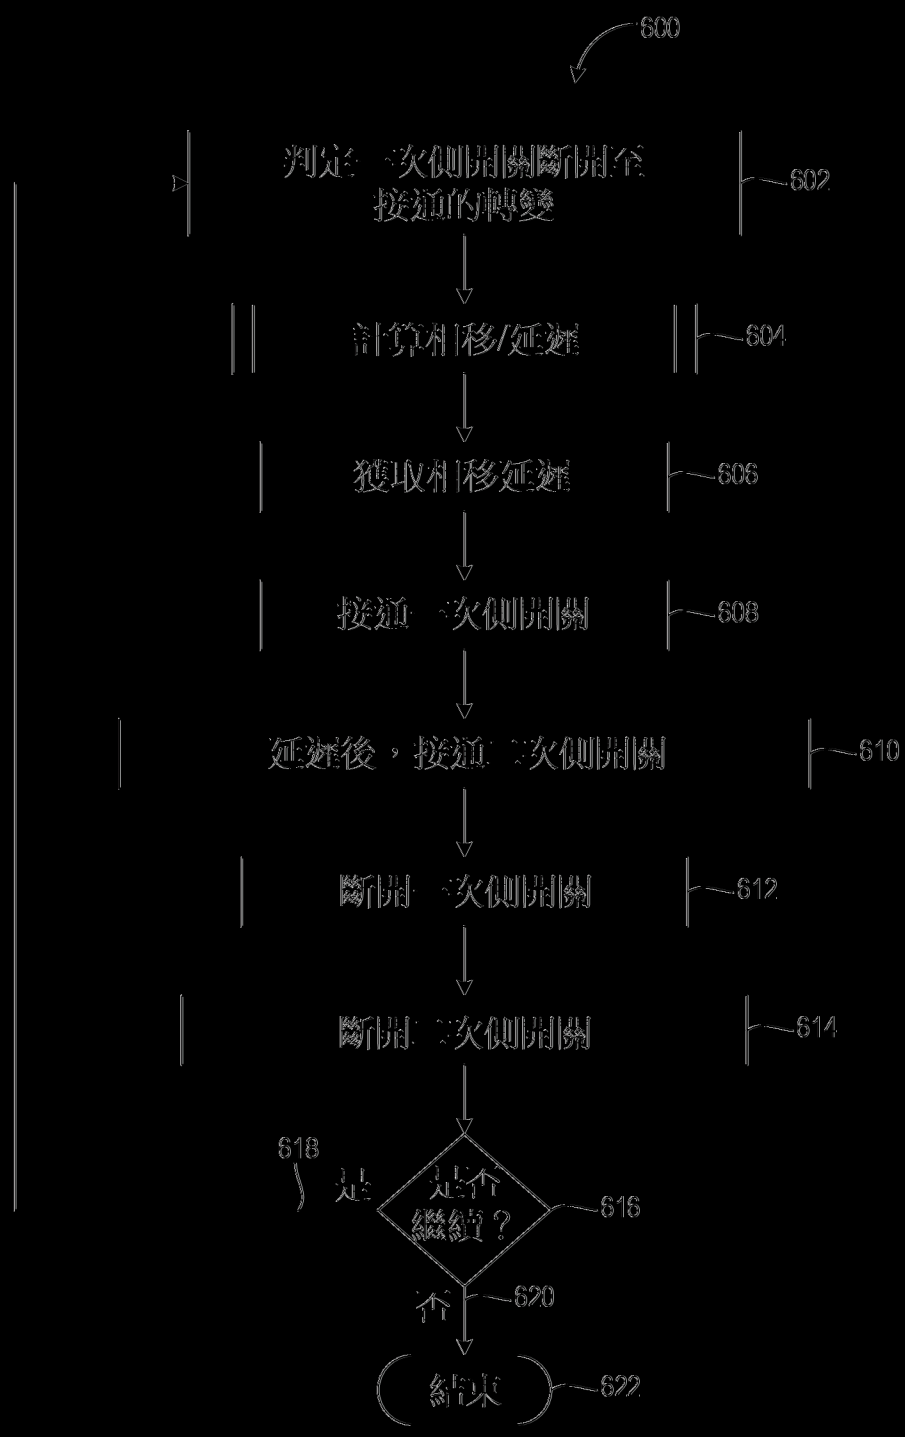 600
判定一次側開關斷開至
接通的轉變
602
計算相移/延遲
604
獲取相移延遲
606
接通一次側開關
608
延遲後，接通二次側開關
610
斷開一次側開關
612
斷開二次側開關
614
618
是
是否
繼續？
616
否
620
結束
622